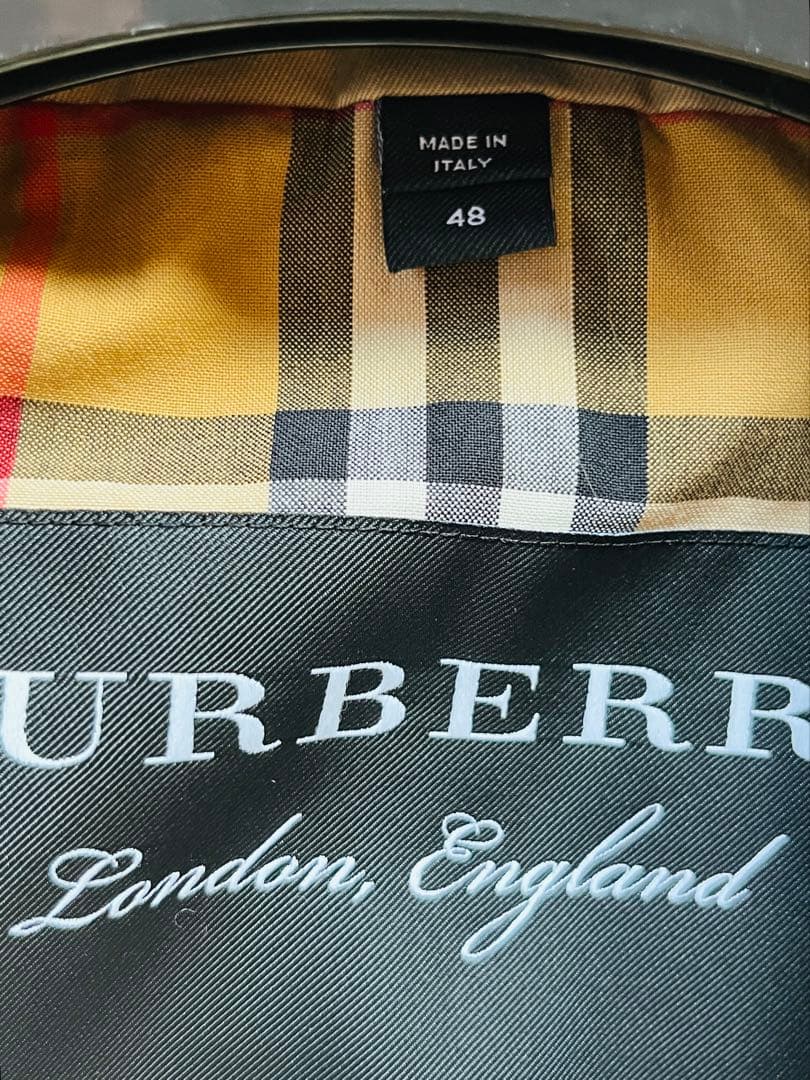 MADE IN
ITALY
48
URBERR
London, England